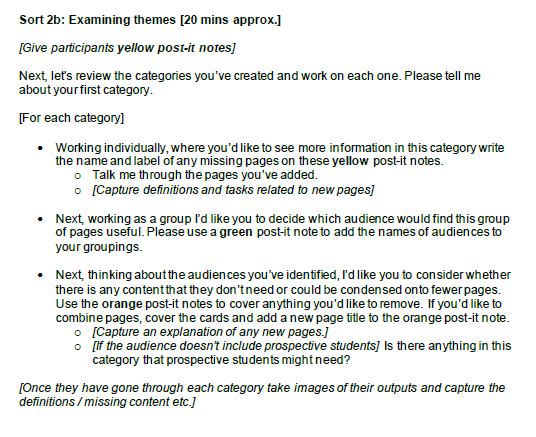 Sort 2b: Examining themes [20 mins approx.]
[Give participants yellow post-it notes]
Next, let's review the categories you've created and work on each one. Please tell me
about your first category.
[For each category]
• Working individually, where you'd like to see more information in this category write
the name and label of any missing pages on these yellow post-it notes.
o Talk me through the pages you've added.
o [Capture definitions and tasks related to new pages]
• Next, working as a group I'd like you to decide which audience would find this group
of pages useful. Please use a green post-it note to add the names of audiences to
your groupings.
• Next, thinking about the audiences you've identified, I'd like you to consider whether
there is any content that they don't need or could be condensed onto fewer pages.
Use the orange post-it notes to cover anything you'd like to remove. If you'd like to
combine pages, cover the cards and add a new page title to the orange post-it note.
o [Capture an explanation of any new pages.]
o [If the audience doesn't include prospective students] Is there anything in this
category that prospective students might need?
[Once they have gone through each category take images of their outputs and capture the
definitions / missing content etc.]